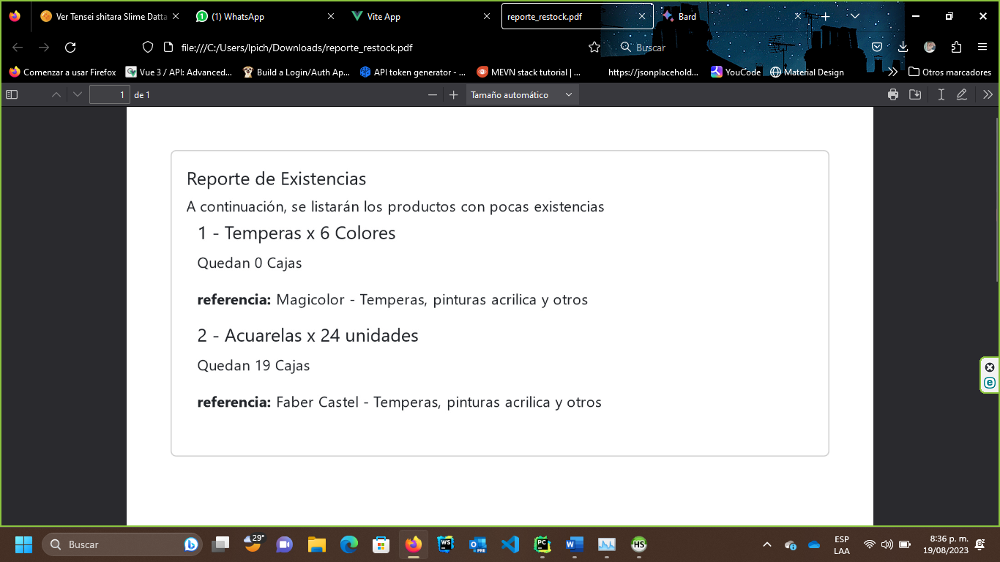 Ver Tensei shitara Slime Datta
(1) WhatsApp
Vite App
reporte_restock.pdf
Bard
file:///C:/Users/lpich/Downloads/reporte_restock.pdf
Buscar
Comenzar a usar Firefox
Vue 3 / API: Advanced...
Build a Login/Auth Ap...
API token generator - ...
MEVN stack tutorial | ...
https://jsonplacehold...
YouCode
Material Design
Otros marcadores
1 de 1
Tamaño automático
Reporte de Existencias
A continuación, se listarán los productos con pocas existencias
1 - Temperas x 6 Colores
Quedan 0 Cajas
referencia: Magicolor - Temperas, pinturas acrilica y otros
2 - Acuarelas x 24 unidades
Quedan 19 Cajas
referencia: Faber Castel - Temperas, pinturas acrilica y otros
Buscar
29°
WS
PRE
PC
HS
ESP
LAA
8:36 p. m.
19/08/2023